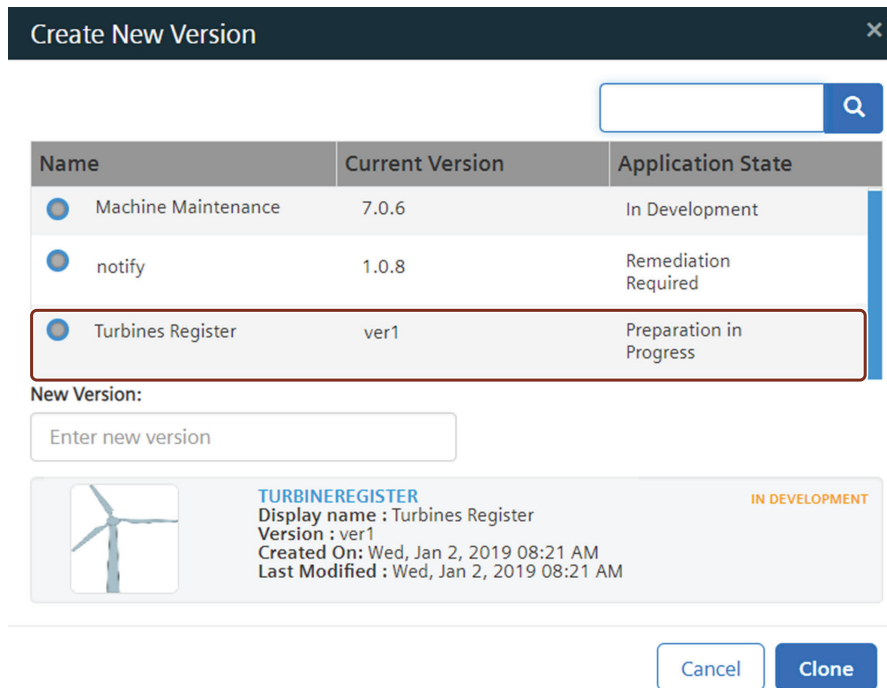 Create New Version
×
Name Current Version Application State
Machine Maintenance 7.0.6 In Development
notify 1.0.8 Remediation
Required
Turbines Register ver1 Preparation in
Progress
New Version:
Enter new version
TURBINEREGISTER IN DEVELOPMENT
Display name : Turbines Register
Version : ver1
Created On: Wed, Jan 2, 2019 08:21 AM
Last Modified : Wed, Jan 2, 2019 08:21 AM
Cancel Clone